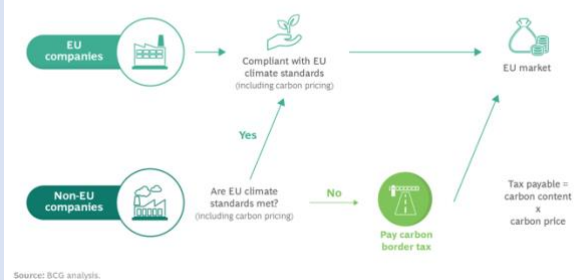 EU
companies
Compliant with EU
climate standards
(including carbon pricing)
EU market
Yes
Non-EU
companies
Are EU climate
standards met?
(including carbon pricing)
No
Pay carbon
border tax
Tax payable =
carbon content
x
carbon price
Source: BCG analysis.